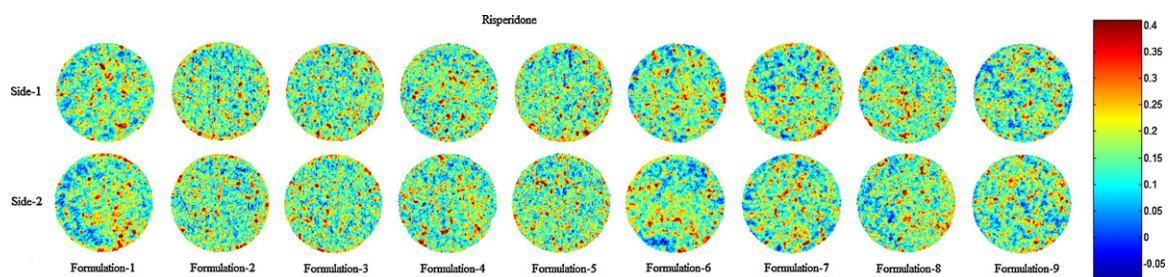 Risperidone
Side-1
Side-2
Formulation-1 Formulation-2 Formulation-3 Formulation-4 Formulation-5 Formulation-6 Formulation-7 Formulation-8 Formulation-9
0.4
0.35
0.3
0.25
0.2
0.15
0.1
0.05
0
-0.05